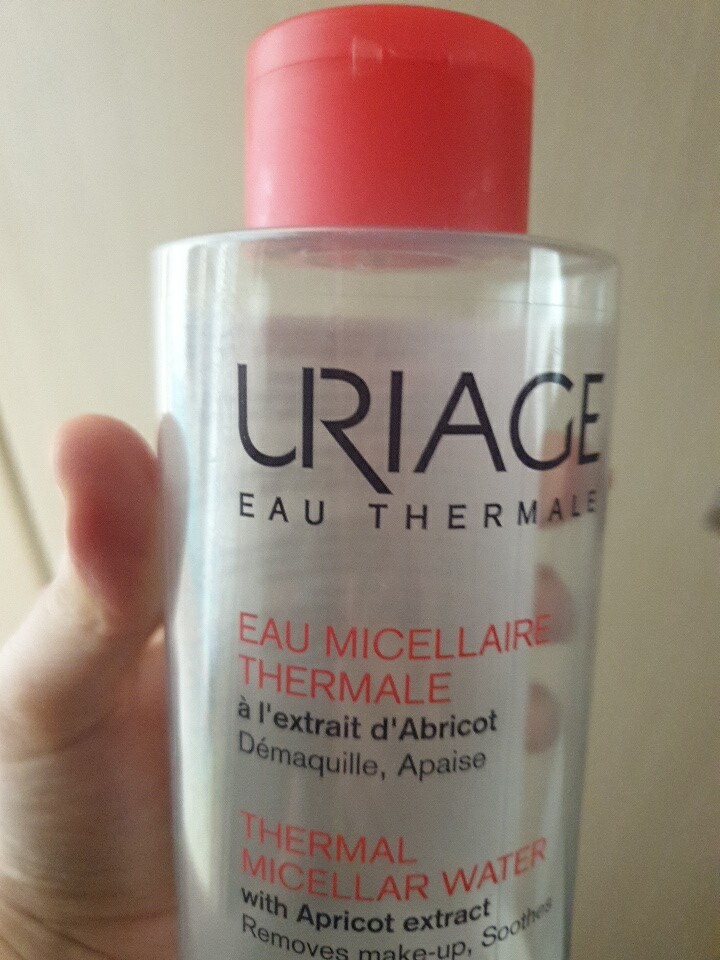 URIAGE
EAU THERMALE
EAU MICELLAIRE
THERMALE
à l'extrait d'Abricot
Démaquille, Apaise
THERMAL
MICELLAR WATER
with Apricot extract
Removes make-up, Soothes